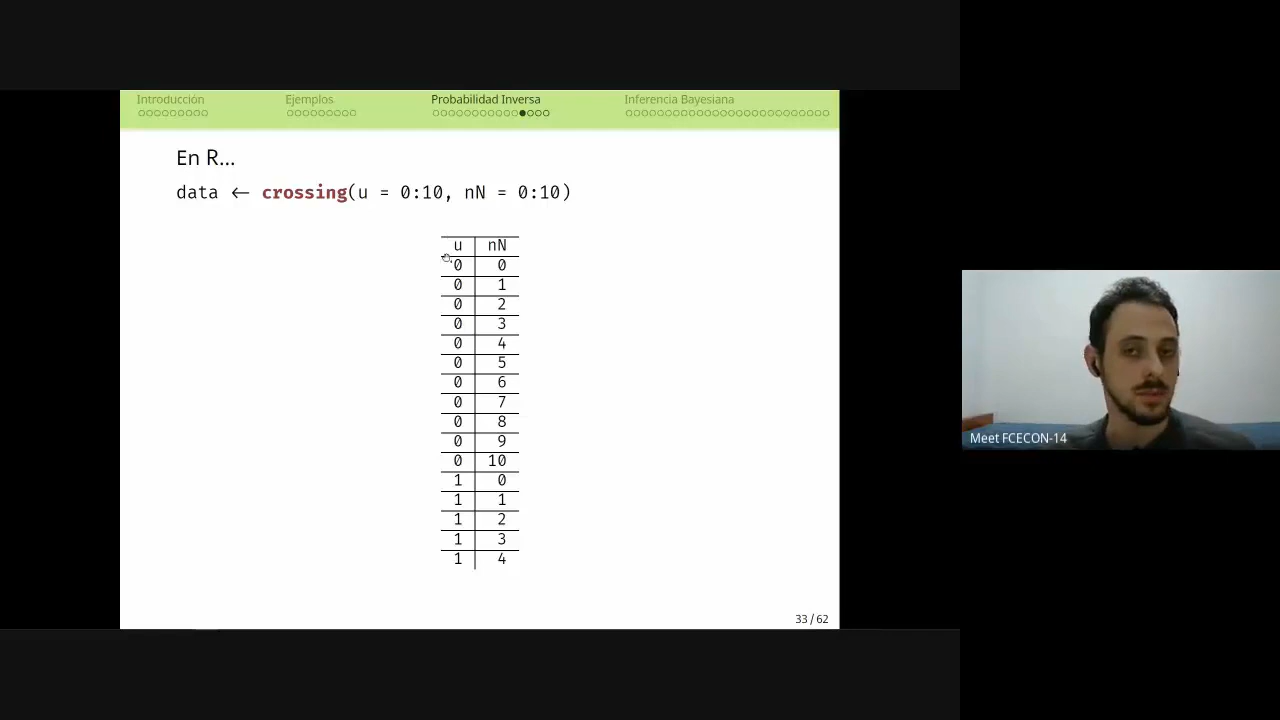 Introducción Ejemplos Probabilidad Inversa Inferencia Bayesiana
En R...
data ← crossing(u = 0:10, nN = 0:10)
u nN
0 0
0 1
0 2
0 3
0 4
0 5
0 6
0 7
0 8
0 9
0 10
1 0
1 1
1 2
1 3
1 4
33 / 62
Meet FCECON-14